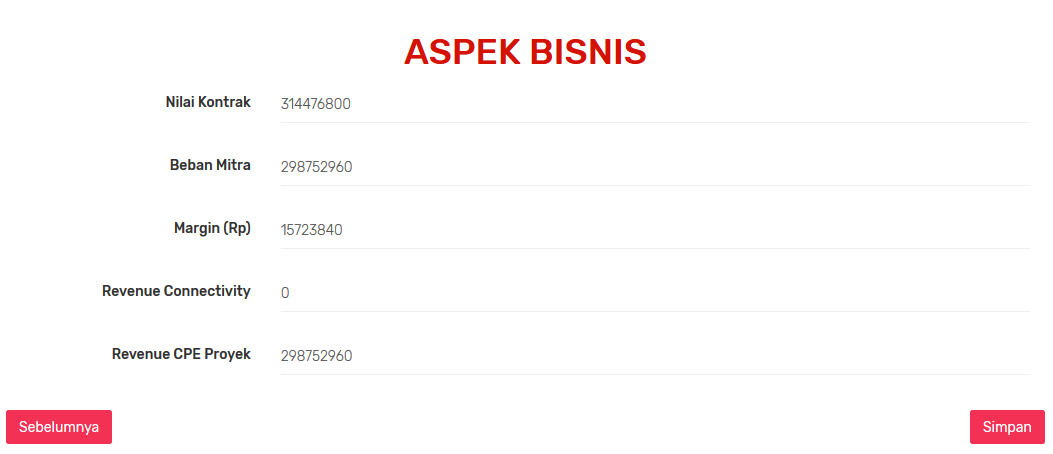 ASPEK BISNIS
Nilai Kontrak 314476800
Beban Mitra 298752960
Margin (Rp) 15723840
Revenue Connectivity 0
Revenue CPE Proyek 298752960
Sebelumnya Simpan